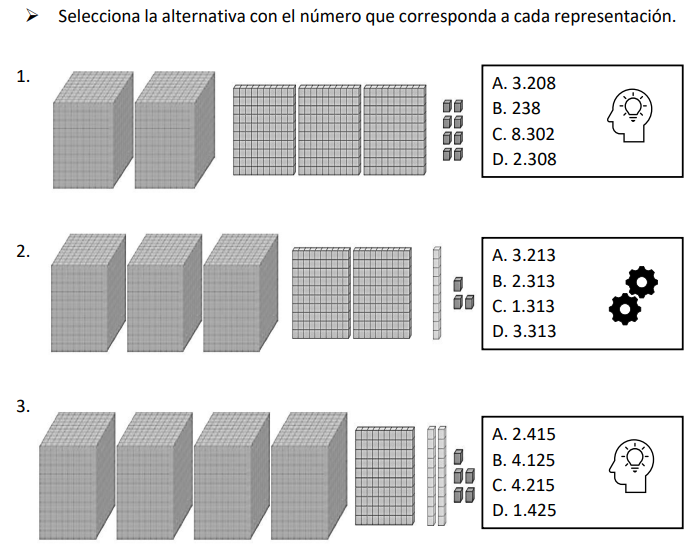 ➢ Selecciona la alternativa con el número que corresponda a cada representación.
1.
A. 3.208
B. 238
C. 8.302
D. 2.308
2.
A. 3.213
B. 2.313
C. 1.313
D. 3.313
3.
A. 2.415
B. 4.125
C. 4.215
D. 1.425